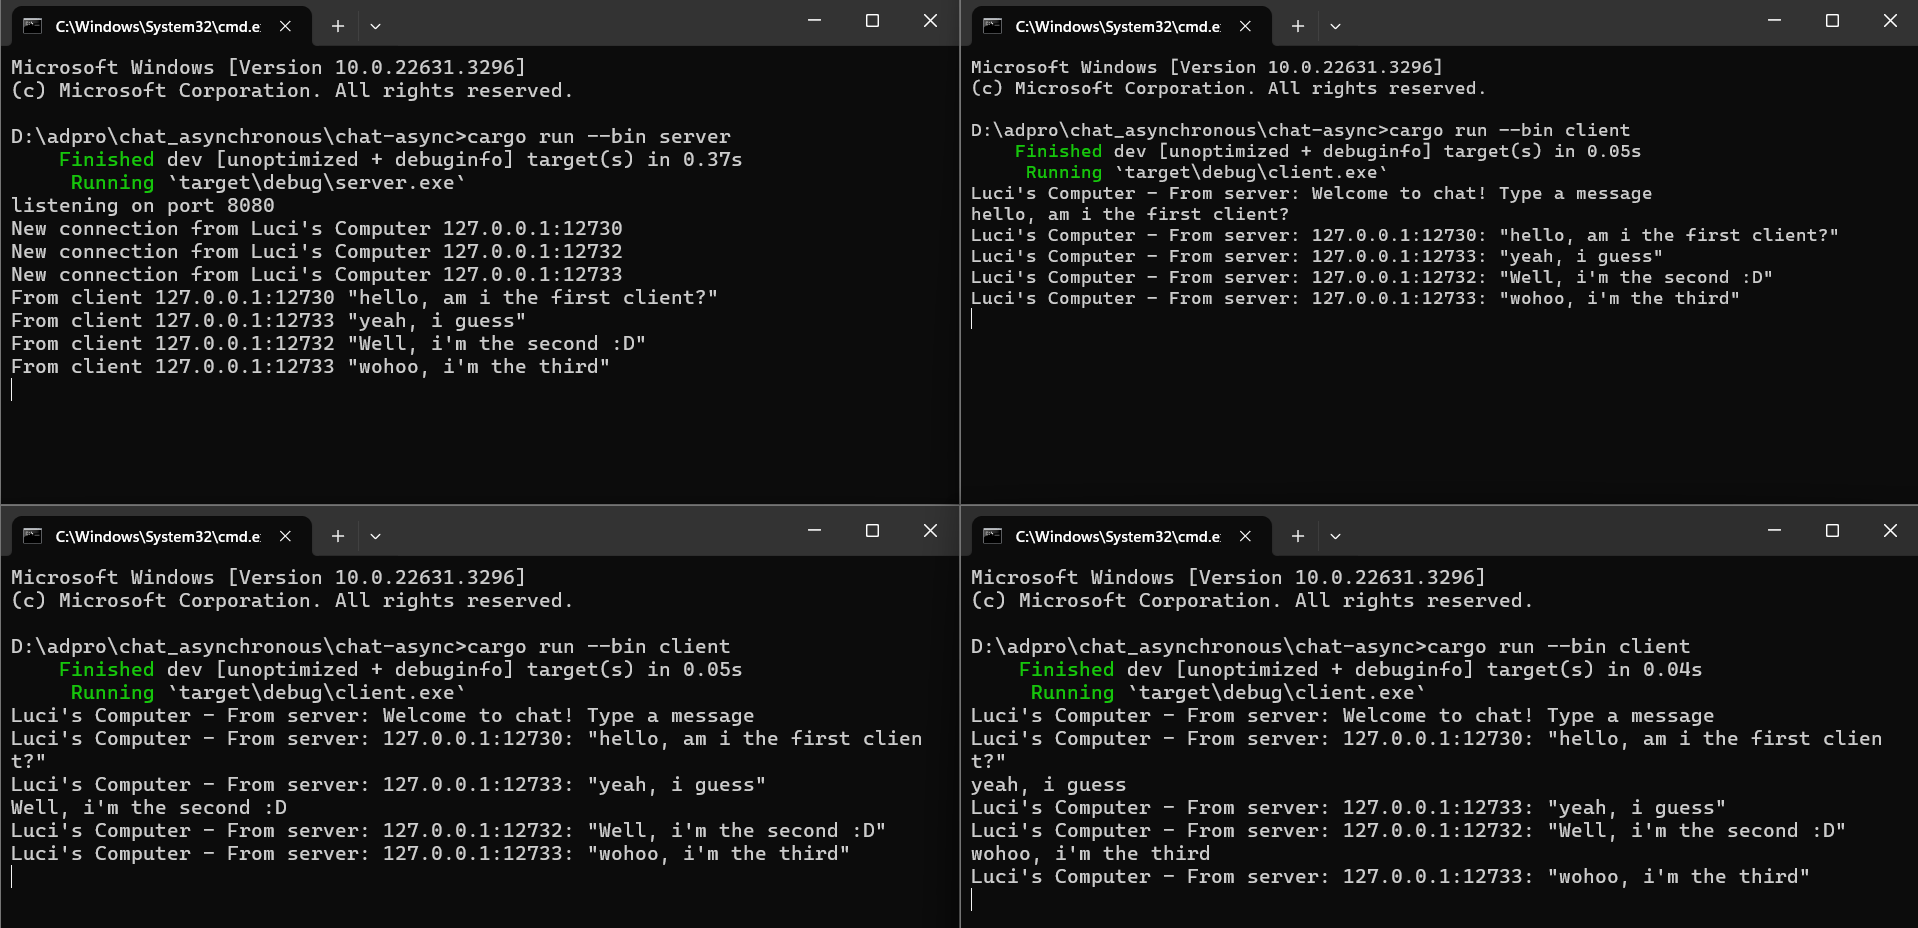 C:\Windows\System32\cmd.e
Microsoft Windows [Version 10.0.22631.3296]
(c) Microsoft Corporation. All rights reserved.
D:\adpro\chat_asynchronous\chat-async>cargo run --bin server
Finished dev [unoptimized + debuginfo] target(s) in 0.37s
Running `target\debug\server.exe`
listening on port 8080
New connection from Luci's Computer 127.0.0.1:12730
New connection from Luci's Computer 127.0.0.1:12732
New connection from Luci's Computer 127.0.0.1:12733
From client 127.0.0.1:12730 "hello, am i the first client?"
From client 127.0.0.1:12733 "yeah, i guess"
From client 127.0.0.1:12732 "Well, i'm the second :D"
From client 127.0.0.1:12733 "wohoo, i'm the third"
C:\Windows\System32\cmd.e
Microsoft Windows [Version 10.0.22631.3296]
(c) Microsoft Corporation. All rights reserved.
D:\adpro\chat_asynchronous\chat-async>cargo run --bin client
Finished dev [unoptimized + debuginfo] target(s) in 0.05s
Running `target\debug\client.exe`
Luci's Computer - From server: Welcome to chat! Type a message
hello, am i the first client?
Luci's Computer - From server: 127.0.0.1:12730: "hello, am i the first client?"
Luci's Computer - From server: 127.0.0.1:12733: "yeah, i guess"
Luci's Computer - From server: 127.0.0.1:12732: "Well, i'm the second :D"
Luci's Computer - From server: 127.0.0.1:12733: "wohoo, i'm the third"
C:\Windows\System32\cmd.e
Microsoft Windows [Version 10.0.22631.3296]
(c) Microsoft Corporation. All rights reserved.
D:\adpro\chat_asynchronous\chat-async>cargo run --bin client
Finished dev [unoptimized + debuginfo] target(s) in 0.05s
Running `target\debug\client.exe`
Luci's Computer - From server: Welcome to chat! Type a message
Luci's Computer - From server: 127.0.0.1:12730: "hello, am i the first clien
t?"
Luci's Computer - From server: 127.0.0.1:12733: "yeah, i guess"
Well, i'm the second :D
Luci's Computer - From server: 127.0.0.1:12732: "Well, i'm the second :D"
Luci's Computer - From server: 127.0.0.1:12733: "wohoo, i'm the third"
C:\Windows\System32\cmd.e
Microsoft Windows [Version 10.0.22631.3296]
(c) Microsoft Corporation. All rights reserved.
D:\adpro\chat_asynchronous\chat-async>cargo run --bin client
Finished dev [unoptimized + debuginfo] target(s) in 0.04s
Running `target\debug\client.exe`
Luci's Computer - From server: Welcome to chat! Type a message
Luci's Computer - From server: 127.0.0.1:12730: "hello, am i the first clien
t?"
yeah, i guess
Luci's Computer - From server: 127.0.0.1:12733: "yeah, i guess"
Luci's Computer - From server: 127.0.0.1:12732: "Well, i'm the second :D"
wohoo, i'm the third
Luci's Computer - From server: 127.0.0.1:12733: "wohoo, i'm the third"